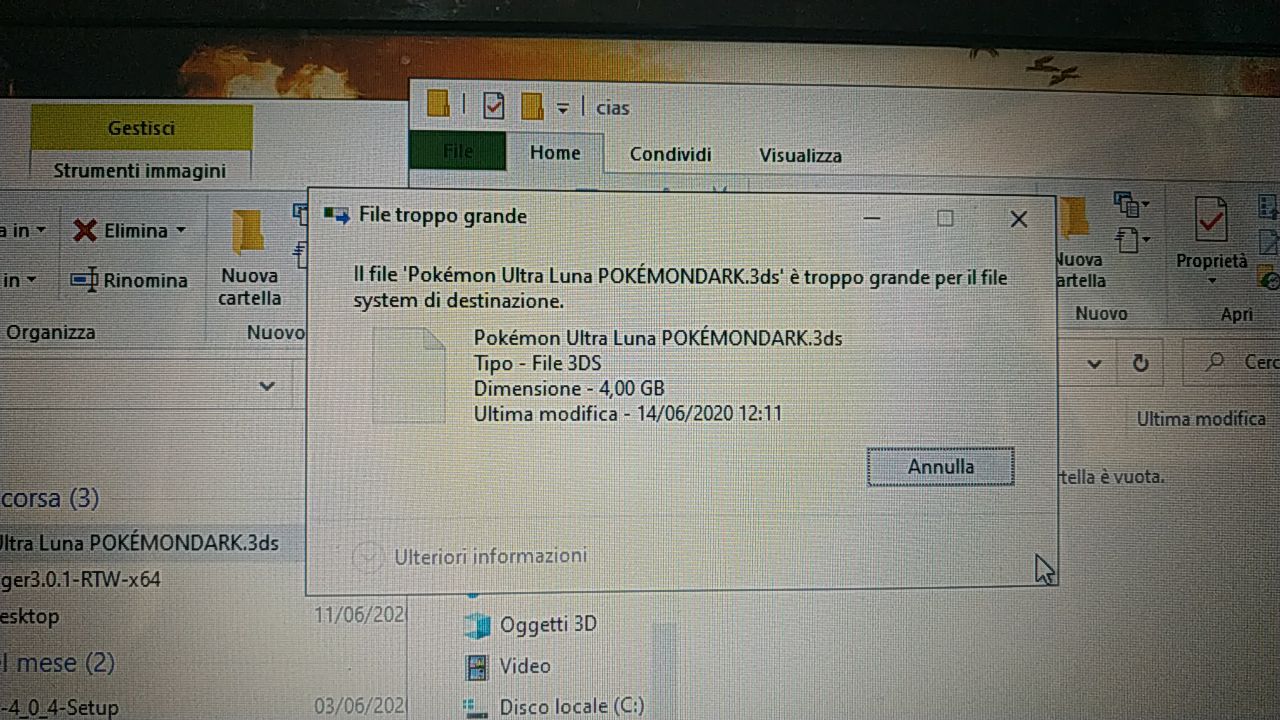 cias
Gestisci
Strumenti immagini
File
Home
Condividi
Visualizza
in
Elimina
in
Rinomina
Nuova
cartella
Organizza
Nuovo
File troppo grande
Il file 'Pokémon Ultra Luna POKÉMONDARK.3ds' è troppo grande per il file
system di destinazione.
Pokémon Ultra Luna POKÉMONDARK.3ds
Tipo - File 3DS
Dimensione - 4,00 GB
Ultima modifica - 14/06/2020 12:11
Annulla
Ulteriori informazioni
Nuova
artella
Nuovo
Proprietà
Apri
Cerc
Ultima modifica
tella è vuota.
corsa (3)
Ultra Luna POKÉMONDARK.3ds
ger3.0.1-RTW-x64
esktop
11/06/202
l mese (2)
-4_0_4-Setup
03/06/202
Oggetti 3D
Video
Disco locale (C:)